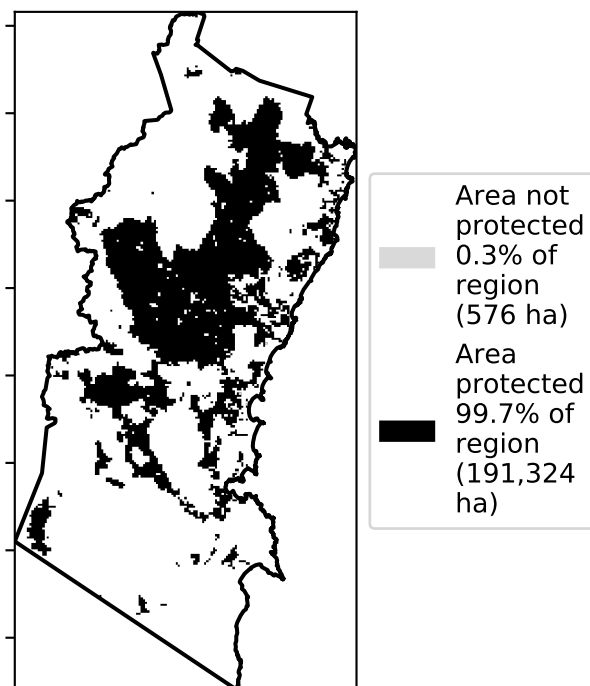 Area not
protected
0.3% of
region
(576 ha)
Area
protected
99.7% of
region
(191,324
ha)